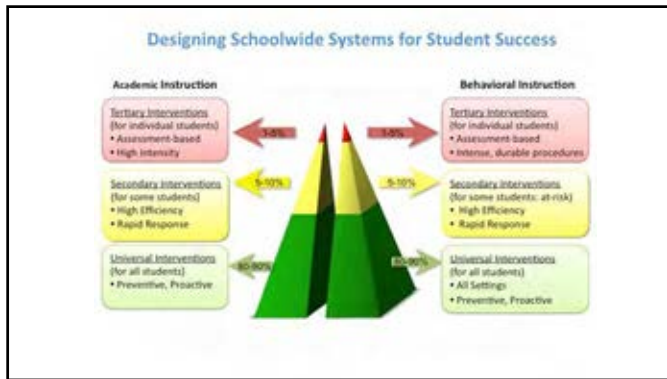 Designing Schoolwide Systems for Student Success
Academic Instruction
Tertiary Interventions
(for individual students)
• Assessment-based
• High Intensity
1-5%
Secondary Interventions
(for some students)
• High Efficiency
• Rapid Response
5-10%
Universal Interventions
(for all students)
• Preventive, Proactive
80-90%
Behavioral Instruction
1-5%
Tertiary Interventions
(for individual students)
• Assessment-based
• Intense, durable procedures
5-10%
Secondary Interventions
(for some students: at-risk)
• High Efficiency
• Rapid Response
80-90%
Universal Interventions
(for all students)
• All Settings
• Preventive, Proactive